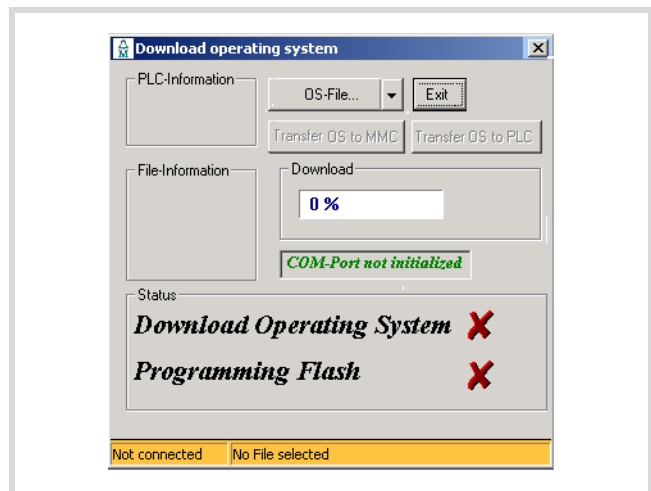 Download operating system
PLC-Information
OS-File...
Exit
Transfer OS to MMC
Transfer OS to PLC
File-Information
Download
0 %
COM-Port not initialized
Status
Download Operating System
Programming Flash
Not connected
No File selected